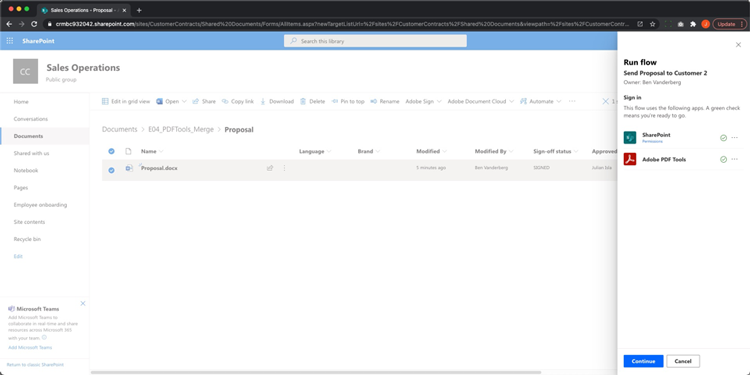 Sales Operations - Proposal -
crmbc932042.sharepoint.com/sites/CustomerContracts/Shared%20Documents/Forms/AllItems.aspx?newTargetListUrl=%2Fsites%2FCustomerContracts%2FShared%20Documents&viewpath=%2Fsites%2FCustomerContr...
J
Update
SharePoint
Search this library
CC
Sales Operations
Public group
Home
Conversations
Documents
Shared with us
Notebook
Pages
Employee onboarding
Site contents
Recycle bin
Edit
Microsoft Teams
Add Microsoft Teams to
collaborate in real-time and share
resources across Microsoft 365
with your team.
Add Microsoft Teams
Return to classic SharePoint
Edit in grid view Open Share Copy link Download Delete Pin to top Rename Adobe Sign Adobe Document Cloud Automate ...
Documents > E04_PDFTools_Merge > Proposal
Name Language Brand Modified Modified By Sign-off status Approved
Proposal.docx 5 minutes ago Ben Vanderberg SIGNED
Run flow
Send Proposal to Customer 2
Owner: Ben Vanderberg
Sign in
This flow uses the following apps. A green check
means you're ready to go.
SharePoint
Permissions
Adobe PDF Tools
Continue Cancel